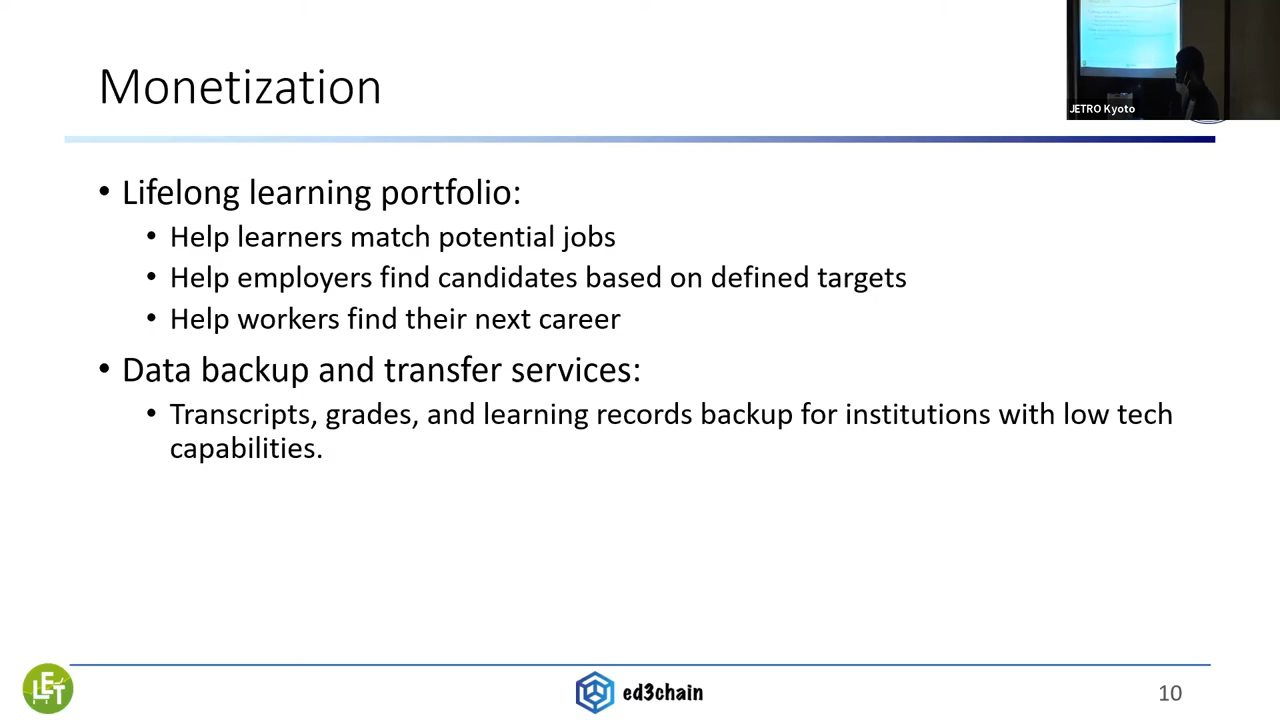 Monetization
JETRO Kyoto
• Lifelong learning portfolio:
• Help learners match potential jobs
• Help employers find candidates based on defined targets
• Help workers find their next career
• Data backup and transfer services:
• Transcripts, grades, and learning records backup for institutions with low tech
capabilities.
LET
ed3chain
10